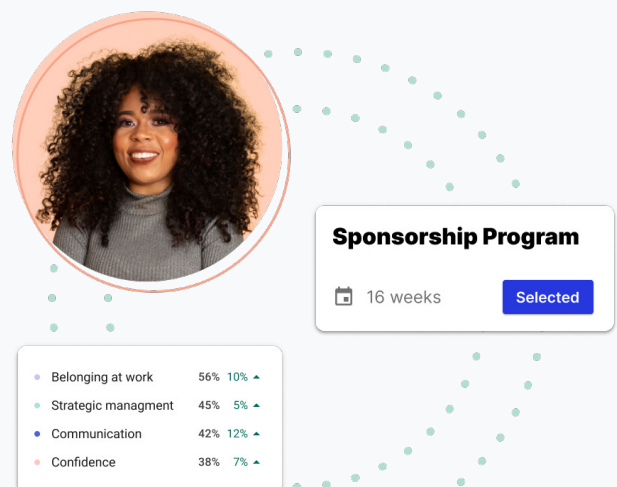 Sponsorship Program
16 weeks
Selected
Belonging at work 56% 10%
Strategic managment 45% 5%
Communication 42% 12%
Confidence 38% 7%